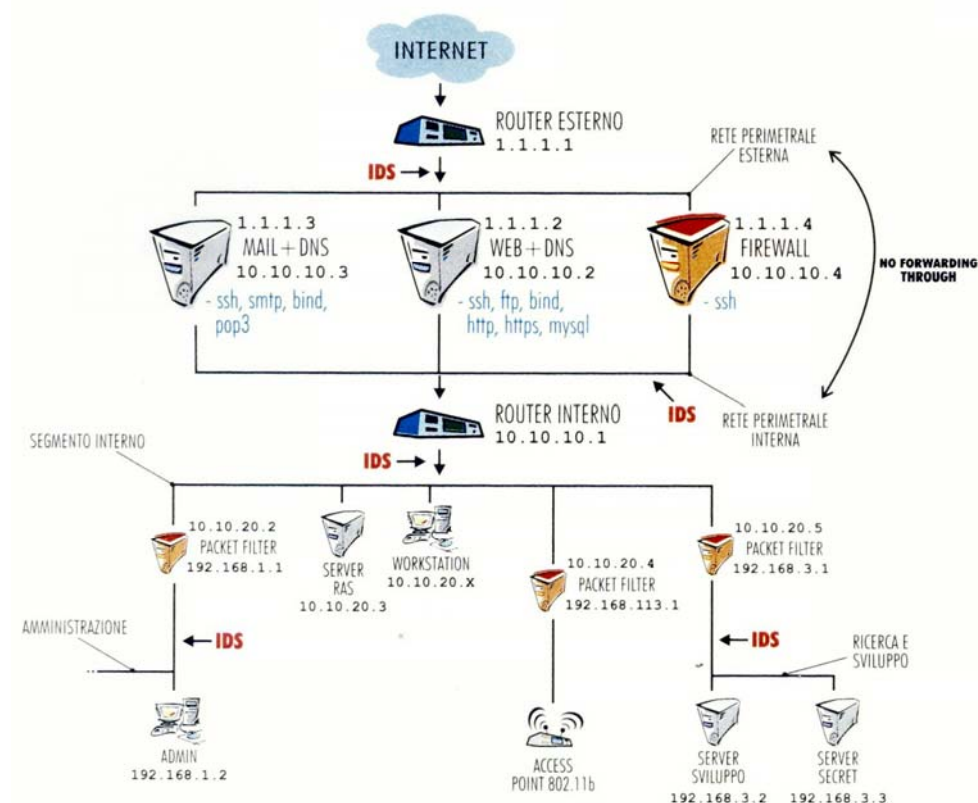 INTERNET
ROUTER ESTERNO
1.1.1.1
IDS
RETE PERIMETRALE
ESTERNA
1.1.1.3
MAIL+DNS
10.10.10.3
- ssh, smtp, bind,
pop3
1.1.1.2
WEB+DNS
10.10.10.2
- ssh, ftp, bind,
http, https, mysql
1.1.1.4
FIREWALL
10.10.10.4
- ssh
NO FORWARDING
THROUGH
ROUTER INTERNO
10.10.10.1
IDS
RETE PERIMETRALE
INTERNA
SEGMENTO INTERNO
IDS
10.10.20.2
PACKET FILTER
192.168.1.1
SERVER
RAS
10.10.20.3
WORKSTATION
10.10.20.X
10.10.20.4
PACKET FILTER
192.168.113.1
10.10.20.5
PACKET FILTER
192.168.3.1
AMMINISTRAZIONE
IDS
IDS
RICERCA E
SVILUPPO
ADMIN
192.168.1.2
ACCESS
POINT 802.11b
SERVER
SVILUPPO
192.168.3.2
SERVER
SECRET
192.168.3.3